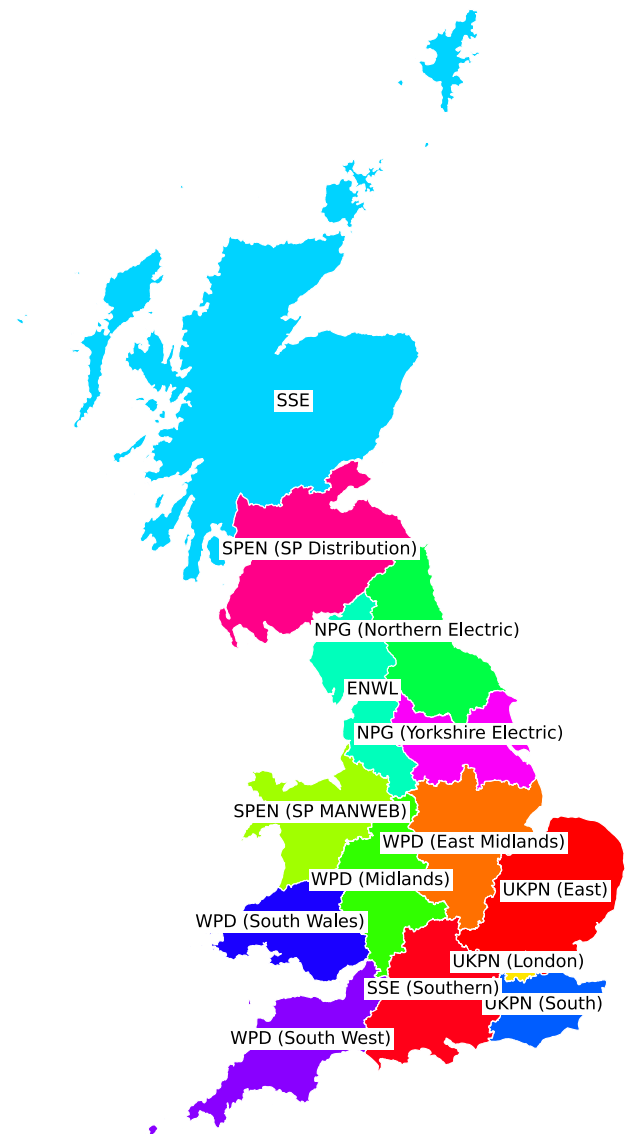 SSE
SPEN (SP Distribution)
NPG (Northern Electric)
ENWL
NPG (Yorkshire Electric)
SPEN (SP MANWEB)
WPD (East Midlands)
WPD (Midlands)
UKPN (East)
WPD (South Wales)
UKPN (London)
SSE (Southern)
UKPN (South)
WPD (South West)